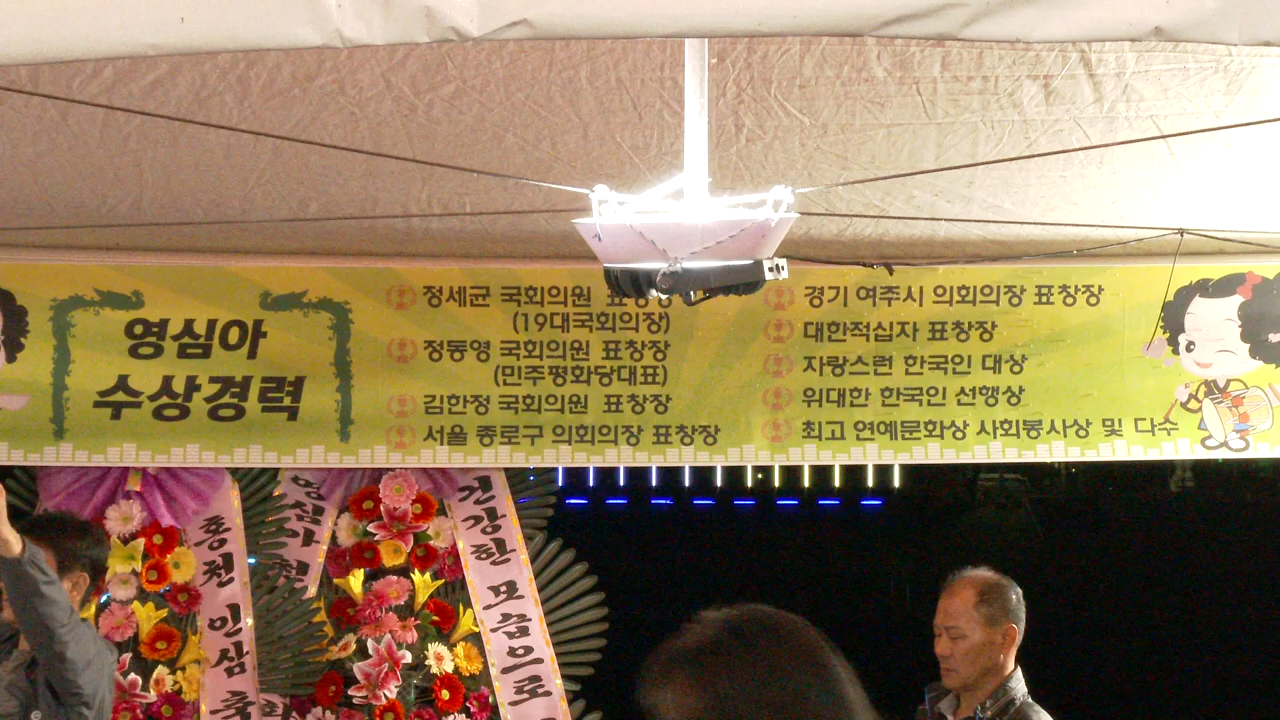 영심아
수상경력
정세균 국회의원 표창장
(19대국회의장)
정동영 국회의원 표창장
(민주평화당대표)
김한정 국회의원 표창장
서울 종로구 의회의장 표창장
경기 여주시 의회의장 표창장
대한적십자 표창장
자랑스런 한국인 대상
위대한 한국인 선행상
최고 연예문화상 사회봉사상 및 다수
홍천 인삼 축
영심아
건강한 모습으로